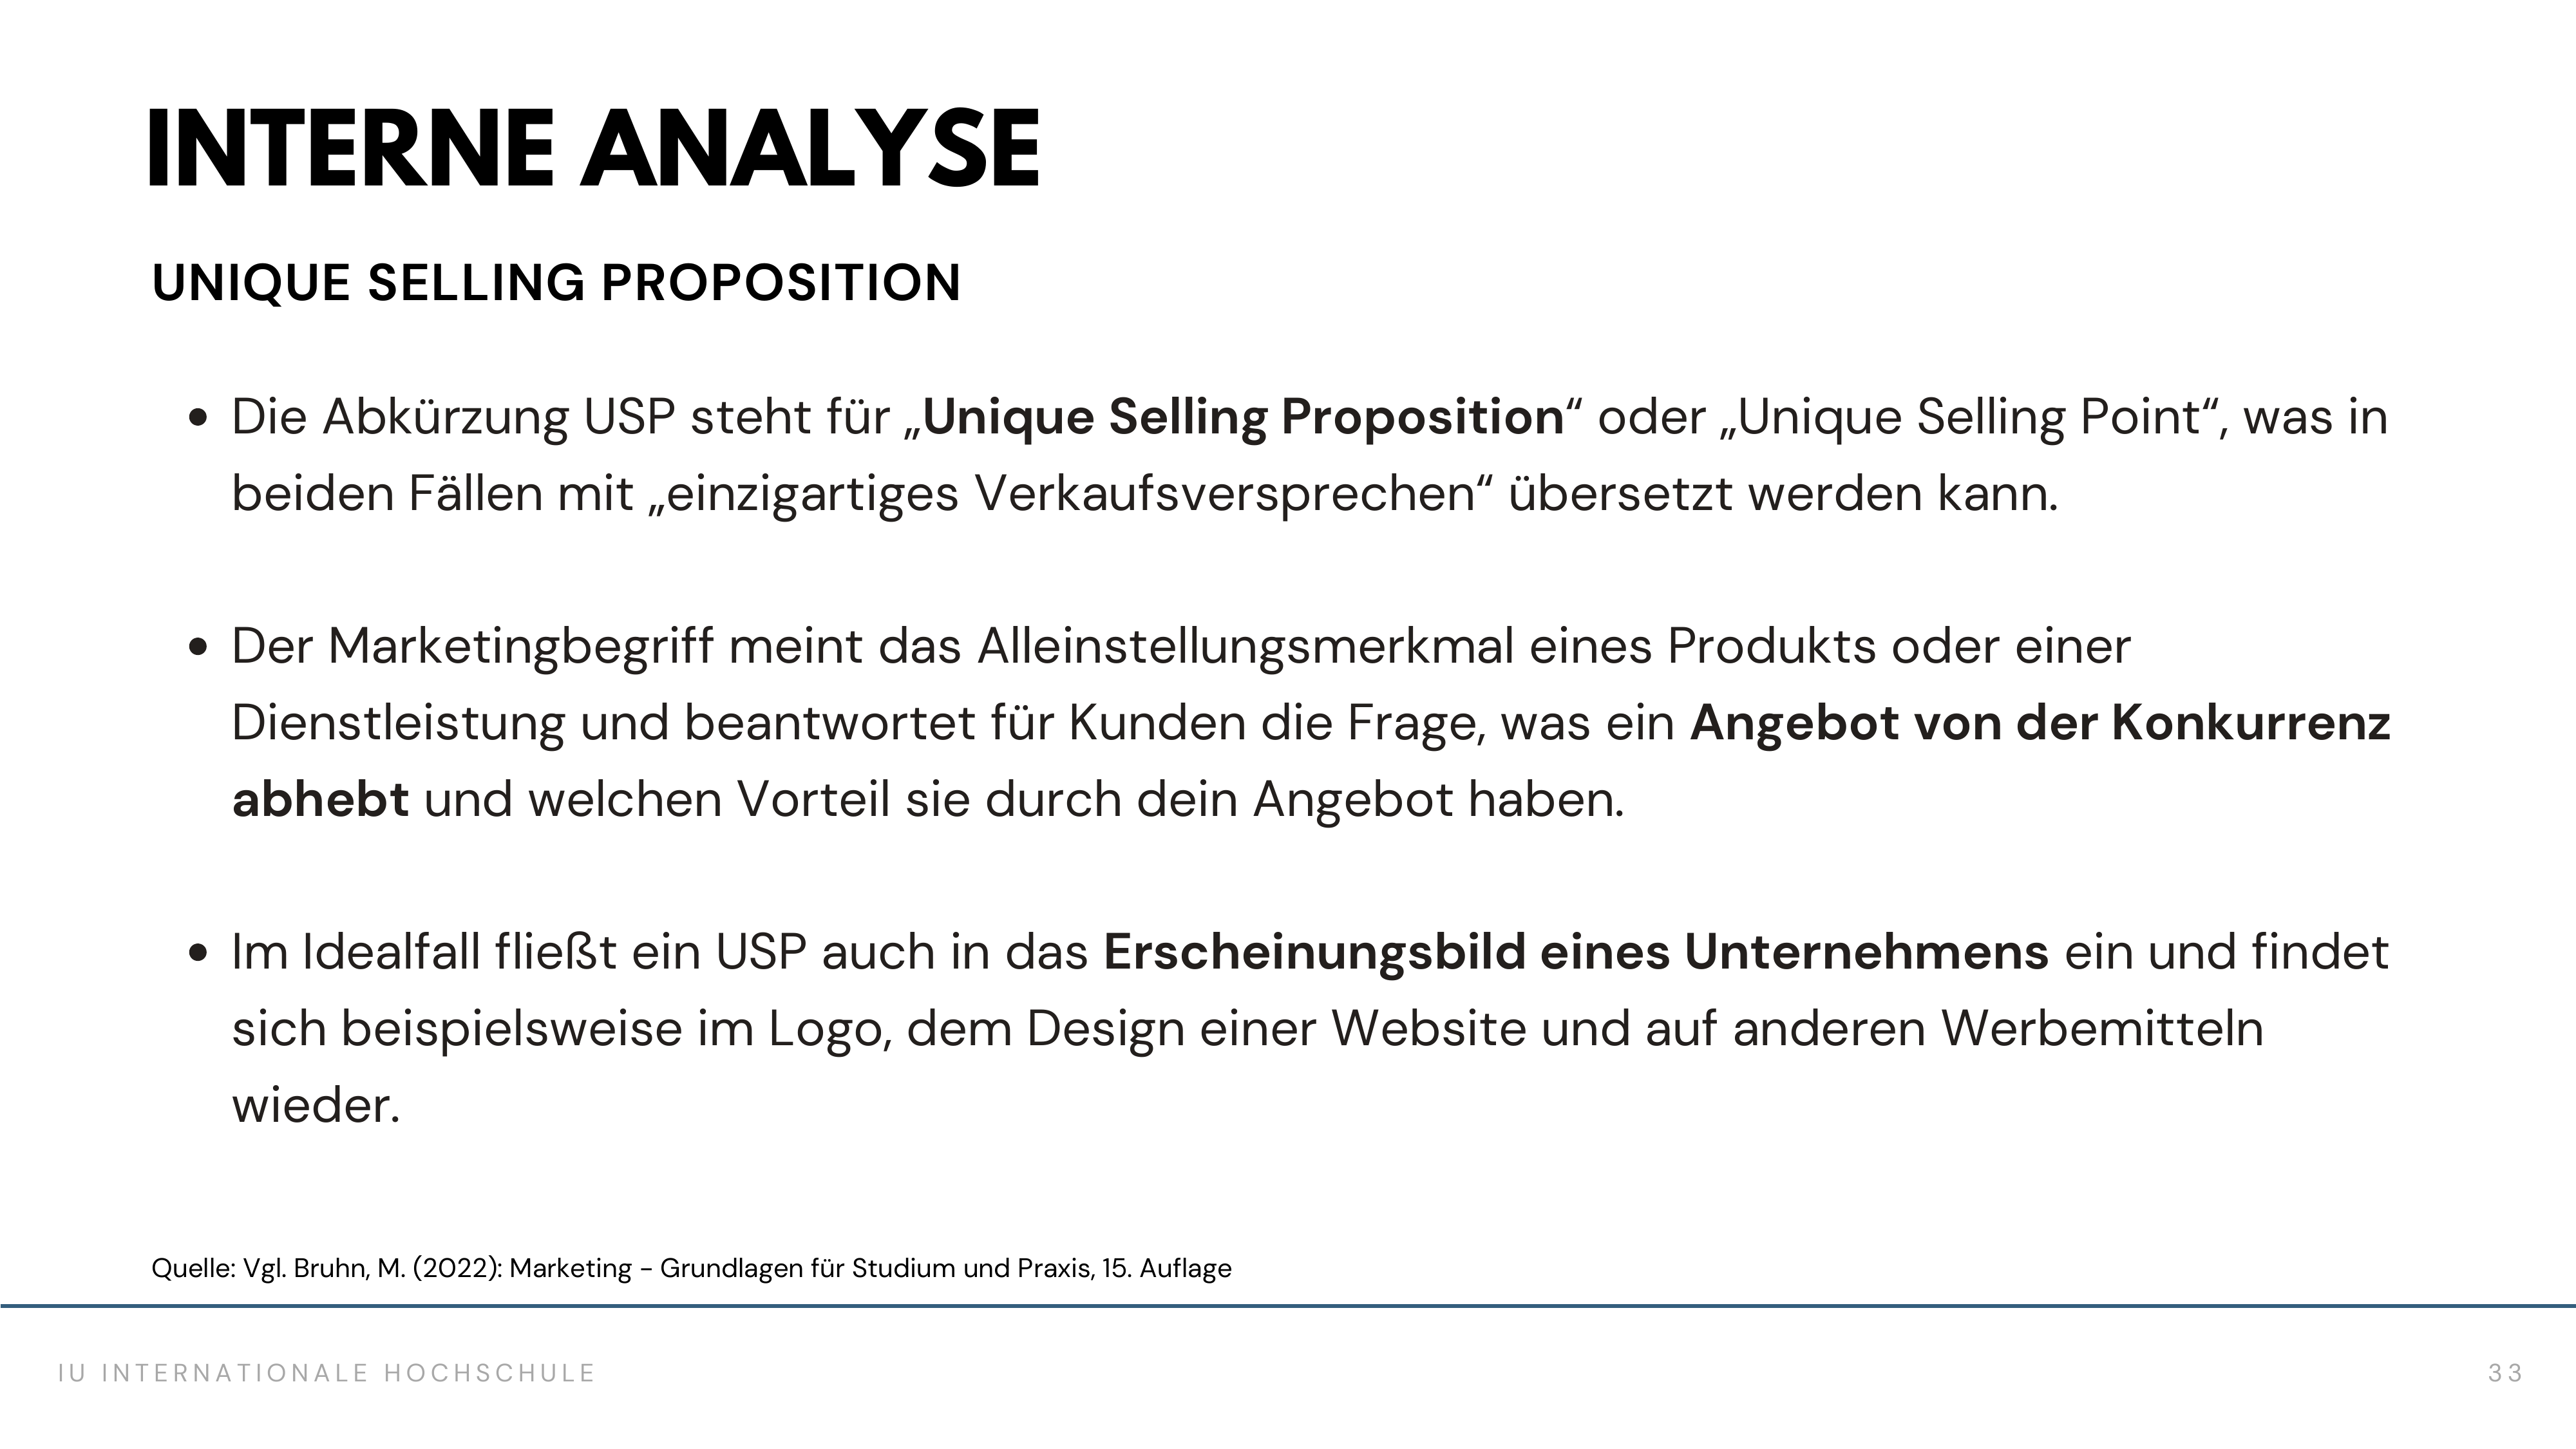 INTERNE ANALYSE
UNIQUE SELLING PROPOSITION
• Die Abkürzung USP steht für „Unique Selling Proposition“ oder „Unique Selling Point“, was in
beiden Fällen mit „einzigartiges Verkaufsversprechen“ übersetzt werden kann.
• Der Marketingbegriff meint das Alleinstellungsmerkmal eines Produkts oder einer
Dienstleistung und beantwortet für Kunden die Frage, was ein Angebot von der Konkurrenz
abhebt und welchen Vorteil sie durch dein Angebot haben.
• Im Idealfall fließt ein USP auch in das Erscheinungsbild eines Unternehmens ein und findet
sich beispielsweise im Logo, dem Design einer Website und auf anderen Werbemitteln
wieder.
Quelle: Vgl. Bruhn, M. (2022): Marketing - Grundlagen für Studium und Praxis, 15. Auflage
IU INTERNATIONALE HOCHSCHULE
33